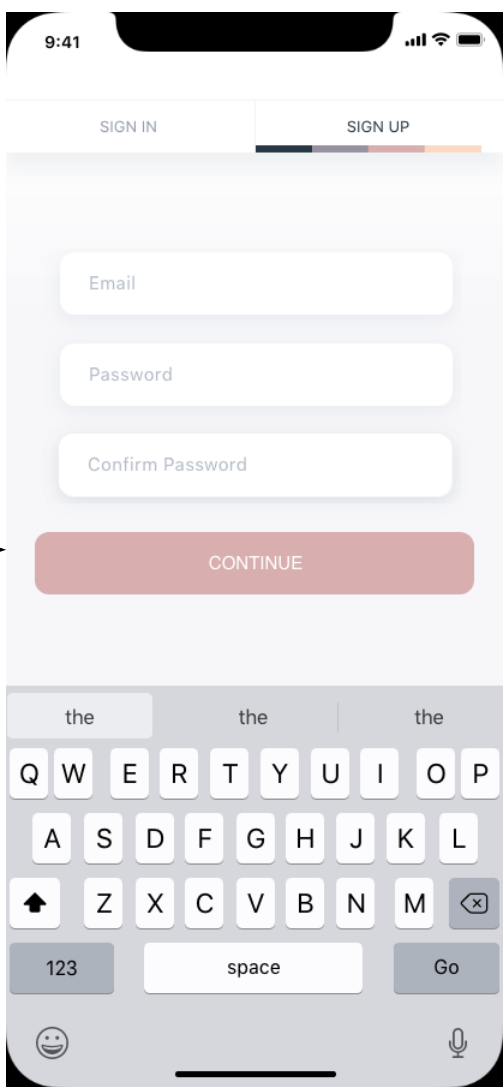 9:41
SIGN IN SIGN UP
Email
Password
Confirm Password
CONTINUE
the the the
Q W E R T Y U I O P
A S D F G H J K L
Z X C V B N M
123 space Go